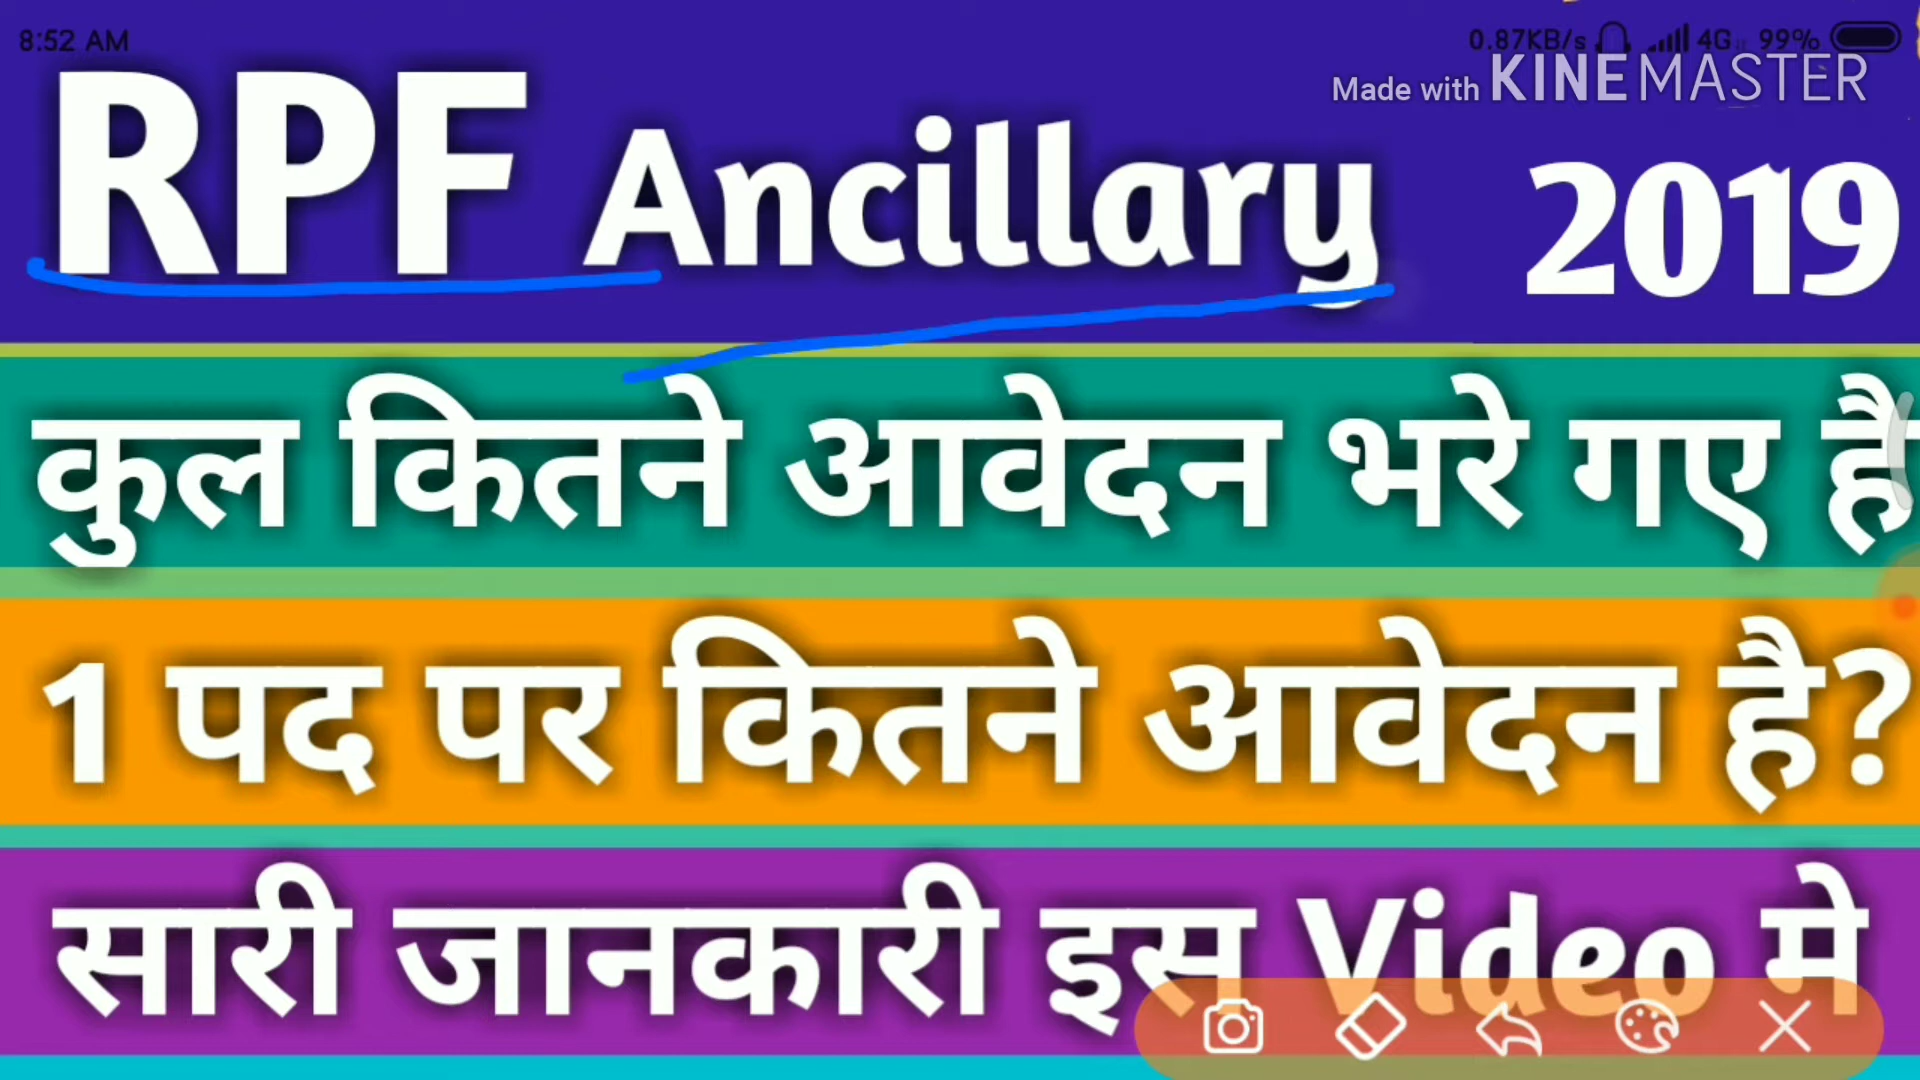 8:52 AM
0.87KB/s 4G 99%
Made with KINEMASTER
RPF Ancillary 2019
कुल कितने आवेदन भरे गए है
1 पद पर कितने आवेदन है?
सारी जानकारी इस Video मे